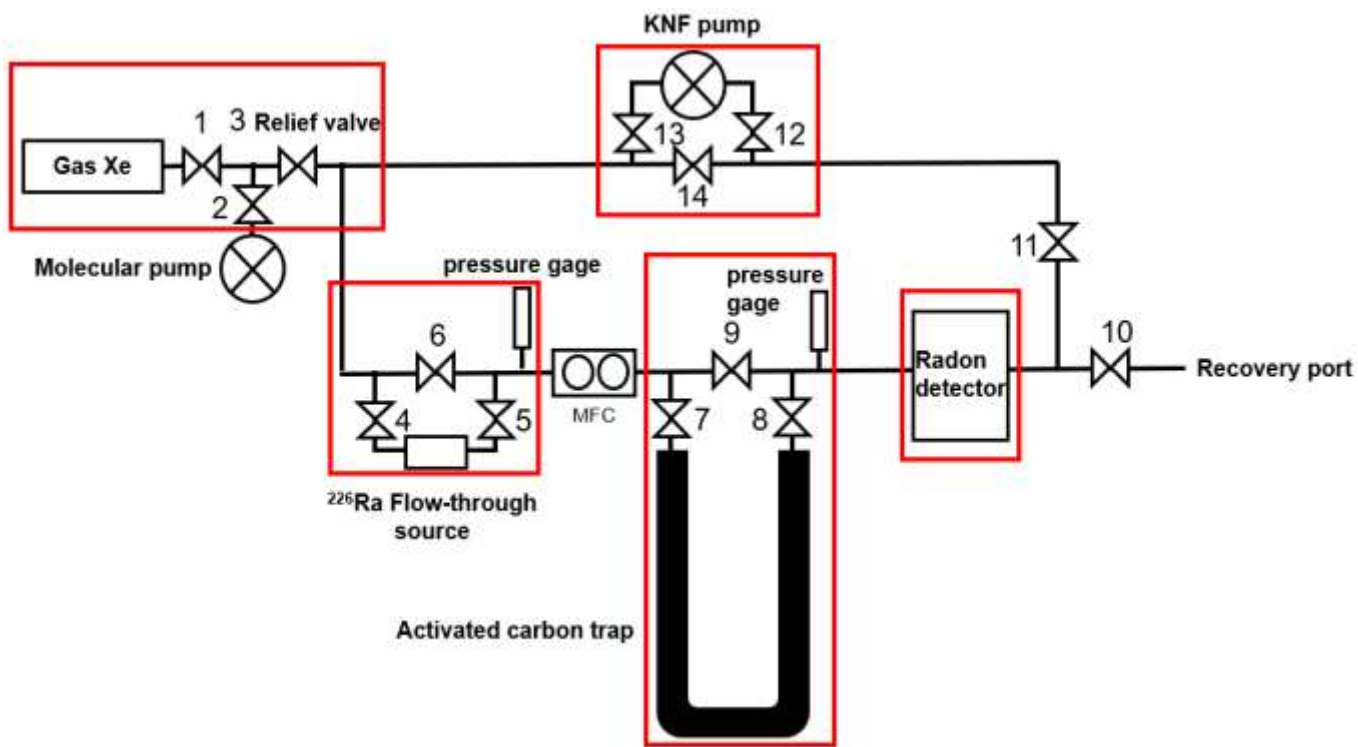 KNF pump
1
3
Relief valve
Gas Xe
2
13
12
14
Molecular pump
11
pressure gage
pressure
gage
6
9
10
Radon
detector
Recovery port
4
5
MFC
7
8
226Ra Flow-through
source
Activated carbon trap